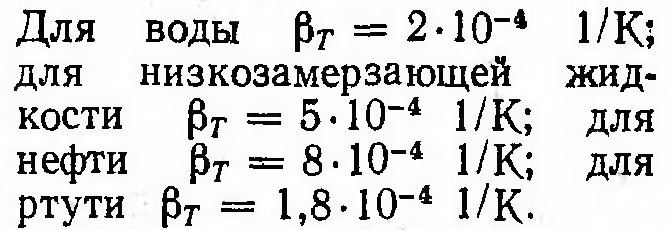 Для воды β_T = 2·10⁻⁴ 1/К;
для низкозамерзающей жид-
кости β_T = 5·10⁻⁴ 1/К; для
нефти β_T = 8·10⁻⁴ 1/К; для
ртути β_T = 1,8·10⁻⁴ 1/К.